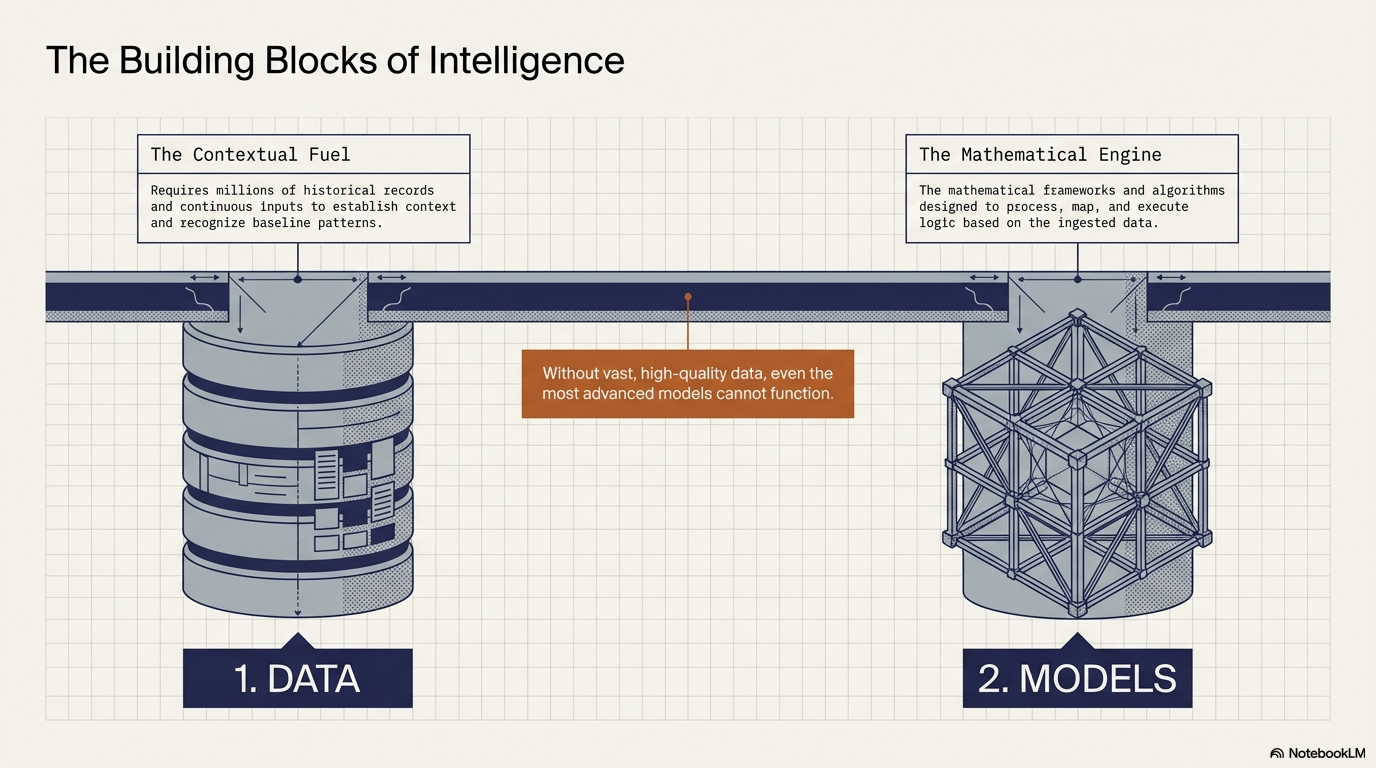 The Building Blocks of Intelligence
The Contextual Fuel
Requires millions of historical records
and continuous inputs to establish context
and recognize baseline patterns.
The Mathematical Engine
The mathematical frameworks and algorithms
designed to process, map, and execute
logic based on the ingested data.
Without vast, high-quality data, even the
most advanced models cannot function.
1. DATA
2. MODELS
NotebookLM